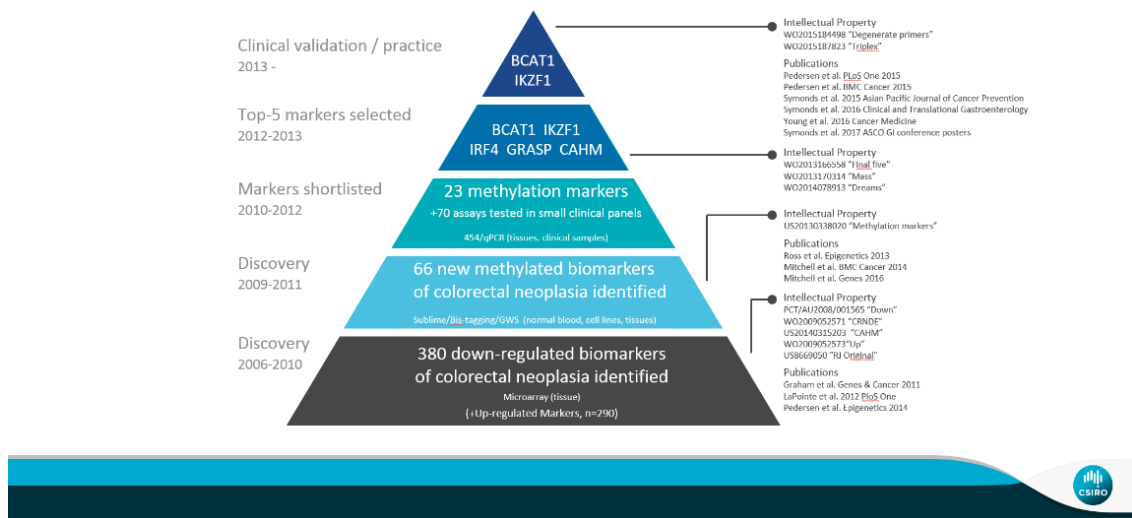 Clinical validation / practice
2013 -
BCAT1
IKZF1
Intellectual Property
WO2015184498 "Degenerate primers"
WO2015187823 "Triplex"
Publications
Pedersen et al. PLoS One 2015
Pedersen et al. BMC Cancer 2015
Symonds et al. 2015 Asian Pacific Journal of Cancer Prevention
Symonds et al. 2016 Clinical and Translational Gastroenterology
Young et al. 2016 Cancer Medicine
Symonds et al. 2017 ASCO GI conference posters
Top-5 markers selected
2012-2013
BCAT1 IKZF1
IRF4 GRASP CAHM
Intellectual Property
WO2013166558 "Final five"
WO2013170314 "Mass"
WO2014078913 "Dreams"
Markers shortlisted
2010-2012
23 methylation markers
+70 assays tested in small clinical panels
454/qPCR (tissues, clinical samples)
Intellectual Property
US20130338020 "Methylation markers"
Publications
Ross et al. Epigenetics 2013
Mitchell et al. BMC Cancer 2014
Mitchell et al. Genes 2016
Discovery
2009-2011
66 new methylated biomarkers
of colorectal neoplasia identified
Sublime/Bis-tagging/GWS (normal blood, cell lines, tissues)
Intellectual Property
PCT/AU2008/001565 "Down"
WO2009052571 "CRNDE"
US20140315203 "CAHM"
WO2009052573"Up"
US8669050 "RJ Original"
Publications
Graham et al. Genes & Cancer 2011
LaPointe et al. 2012 PloS One
Pedersen et al. Epigenetics 2014
Discovery
2006-2010
380 down-regulated biomarkers
of colorectal neoplasia identified
Microarray (tissue)
(+Up-regulated Markers, n=290)
CSIRO